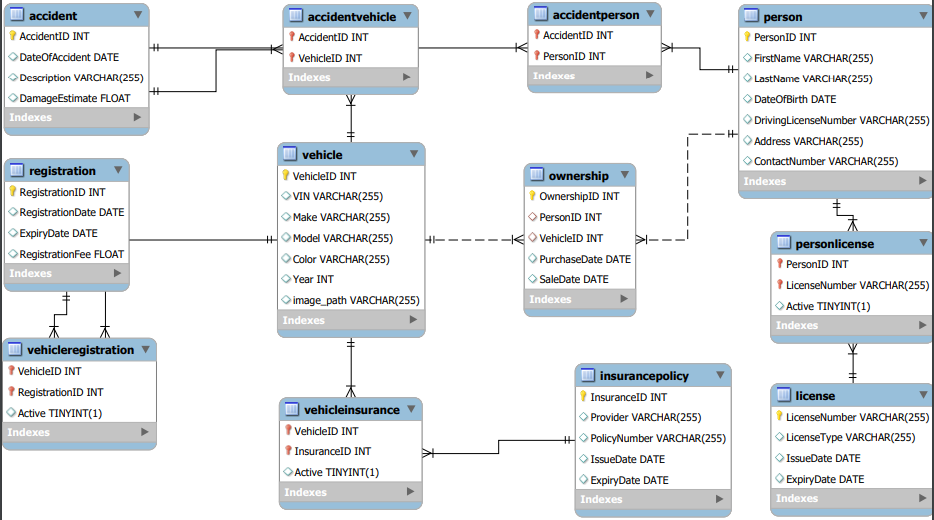 accident
AccidentID INT
DateOfAccident DATE
Description VARCHAR(255)
DamageEstimate FLOAT
Indexes
accidentvehicle
AccidentID INT
VehicleID INT
Indexes
accidentperson
AccidentID INT
PersonID INT
Indexes
person
PersonID INT
FirstName VARCHAR(255)
LastName VARCHAR(255)
DateOfBirth DATE
DrivingLicenseNumber VARCHAR(255)
Address VARCHAR(255)
ContactNumber VARCHAR(255)
Indexes
registration
RegistrationID INT
RegistrationDate DATE
ExpiryDate DATE
RegistrationFee FLOAT
Indexes
vehicle
VehicleID INT
VIN VARCHAR(255)
Make VARCHAR(255)
Model VARCHAR(255)
Color VARCHAR(255)
Year INT
image_path VARCHAR(255)
Indexes
ownership
OwnershipID INT
PersonID INT
VehicleID INT
PurchaseDate DATE
SaleDate DATE
Indexes
personlicense
PersonID INT
LicenseNumber VARCHAR(255)
Active TINYINT(1)
Indexes
vehicleregistration
VehicleID INT
RegistrationID INT
Active TINYINT(1)
Indexes
vehicleinsurance
VehicleID INT
InsuranceID INT
Active TINYINT(1)
Indexes
insurancepolicy
InsuranceID INT
Provider VARCHAR(255)
PolicyNumber VARCHAR(255)
IssueDate DATE
ExpiryDate DATE
Indexes
license
LicenseNumber VARCHAR(255)
LicenseType VARCHAR(255)
IssueDate DATE
ExpiryDate DATE
Indexes